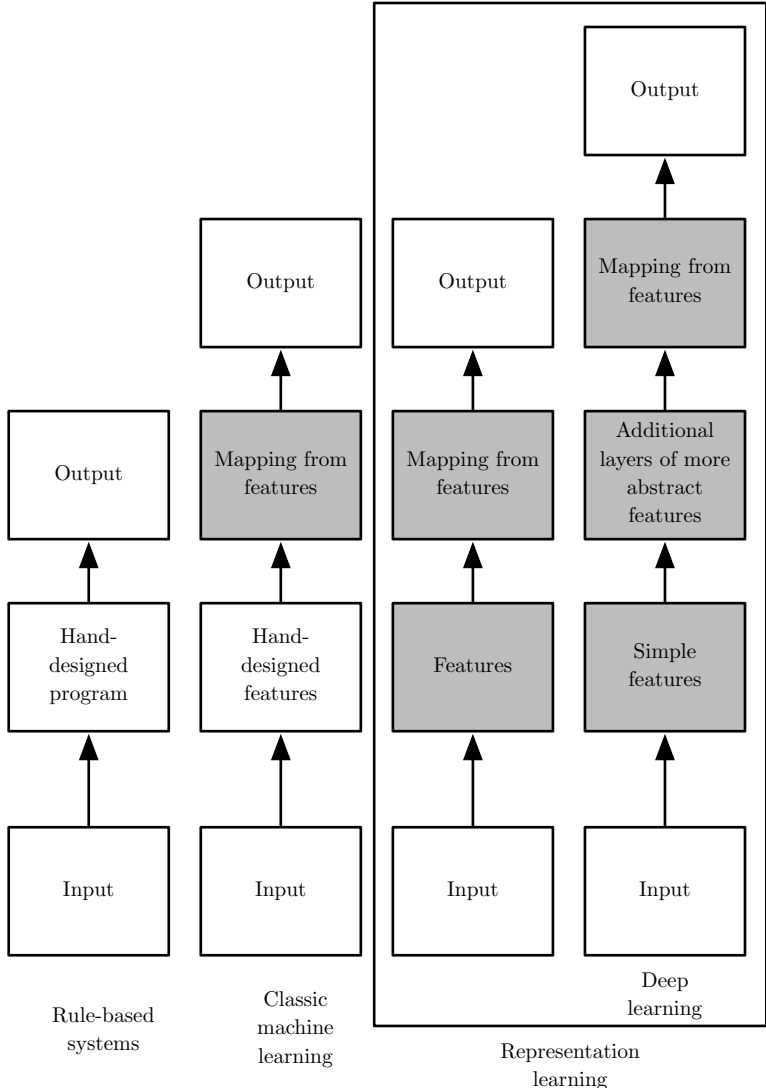 Output
Output
Output
Mapping from
features
Output
Mapping from
features
Mapping from
features
Additional
layers of more
abstract
features
Hand-
designed
program
Hand-
designed
features
Features
Simple
features
Input
Input
Input
Input
Rule-based
systems
Classic
machine
learning
Deep
learning
Representation
learning